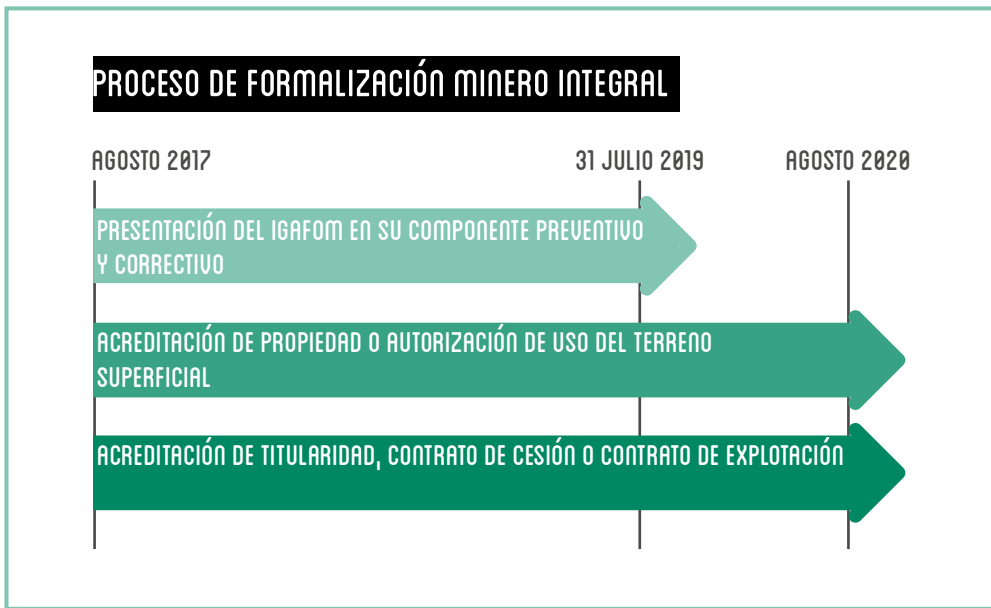 PROCESO DE FORMALIZACIÓN MINERO INTEGRAL
AGOSTO 2017
31 JULIO 2019
AGOSTO 2020
PRESENTACIÓN DEL IGAFOM EN SU COMPONENTE PREVENTIVO
Y CORRECTIVO
ACREDITACIÓN DE PROPIEDAD O AUTORIZACIÓN DE USO DEL TERRENO
SUPERFICIAL
ACREDITACIÓN DE TITULARIDAD, CONTRATO DE CESIÓN O CONTRATO DE EXPLOTACIÓN